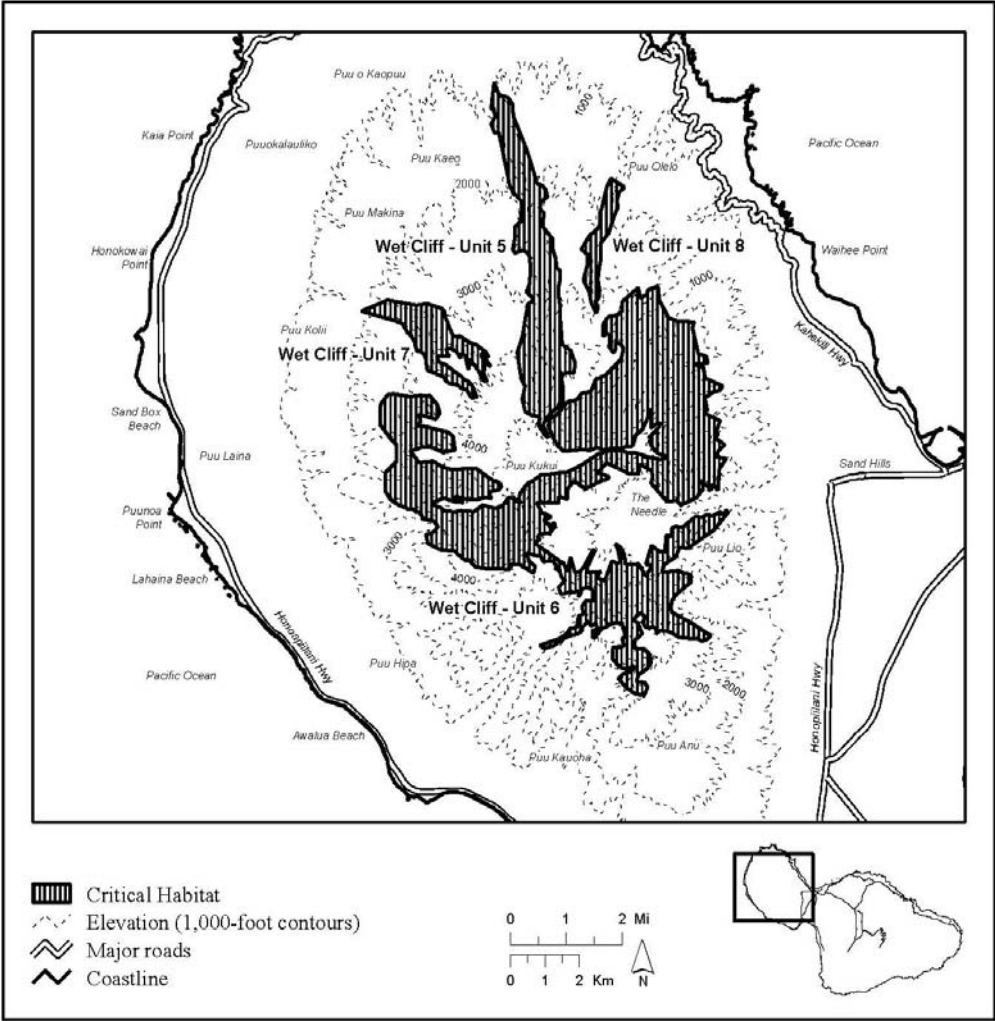 Puu o Kaopuu
1000
Kaia Point
Puuokalauliko
Pacific Ocean
Puu Kaeo
Puu Olelo
2000
Puu Makina
Wet Cliff - Unit 5
Wet Cliff - Unit 8
Honokowai
Point
Waihee Point
1000
3000
Puu Kolii
Kahekili Hwy
Wet Cliff - Unit 7
Sand Box
Beach
4000
Puu Laina
Puu Kukui
Sand Hills
The
Needle
Puunoa
Point
3000
Puu Lio
Lahaina Beach
4000
Wet Cliff - Unit 6
Honoapiilani Hwy
Puu Hipa
Pacific Ocean
3000
2000
Honopiilani Hwy
Awalua Beach
Puu Anu
Puu Kauoha
Critical Habitat
Elevation (1,000-foot contours)
Major roads
Coastline
0 1 2 Mi
0 1 2 Km
N